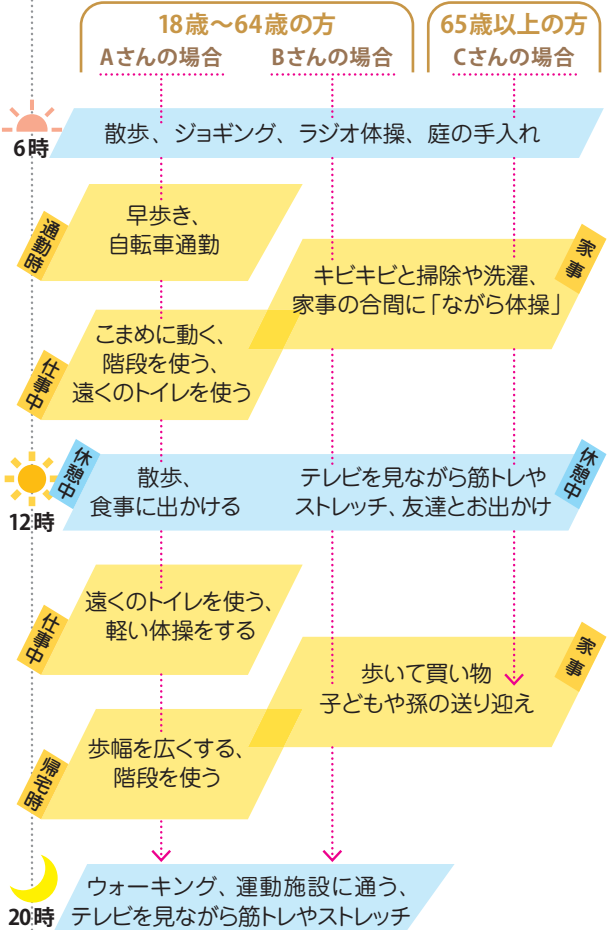 18歳～64歳の方
65歳以上の方
Aさんの場合
Bさんの場合
Cさんの場合
6時
散歩、ジョギング、ラジオ体操、庭の手入れ
通勤時
早歩き、
自転車通勤
家事
キビキビと掃除や洗濯、
家事の合間に「ながら体操」
仕事中
こまめに動く、
階段を使う、
遠くのトイレを使う
12時
休憩中
散歩、
食事に出かける
テレビを見ながら筋トレや
ストレッチ、友達とお出かけ
休憩中
仕事中
遠くのトイレを使う、
軽い体操をする
家事
歩いて買い物
子どもや孫の送り迎え
帰宅時
歩幅を広くする、
階段を使う
20時
ウォーキング、運動施設に通う、
テレビを見ながら筋トレやストレッチ